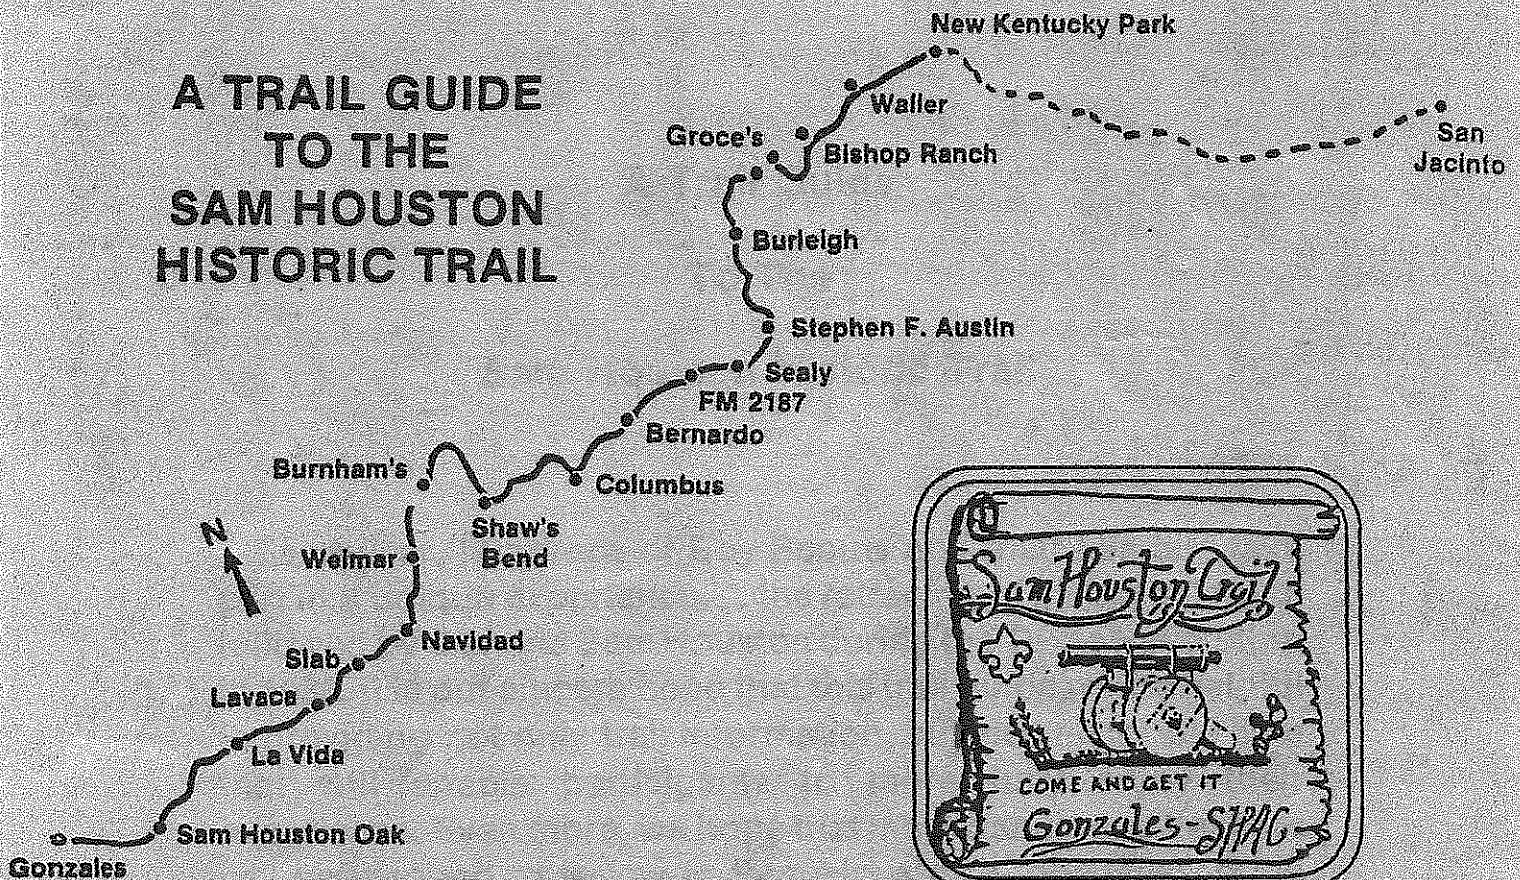 A TRAIL GUIDE
TO THE
SAM HOUSTON
HISTORIC TRAIL
New Kentucky Park
Waller
San
Jacinto
Groce's
Bishop Ranch
Burleigh
Stephen F. Austin
Sealy
FM 2187
Bernardo
Burnham's
Columbus
Shaw's
Bend
N
Weimar
Navidad
Slab
Lavaca
La Vida
Sam Houston Oak
Gonzales
Sam Houston Trail
COME AND GET IT
Gonzales-SHAC